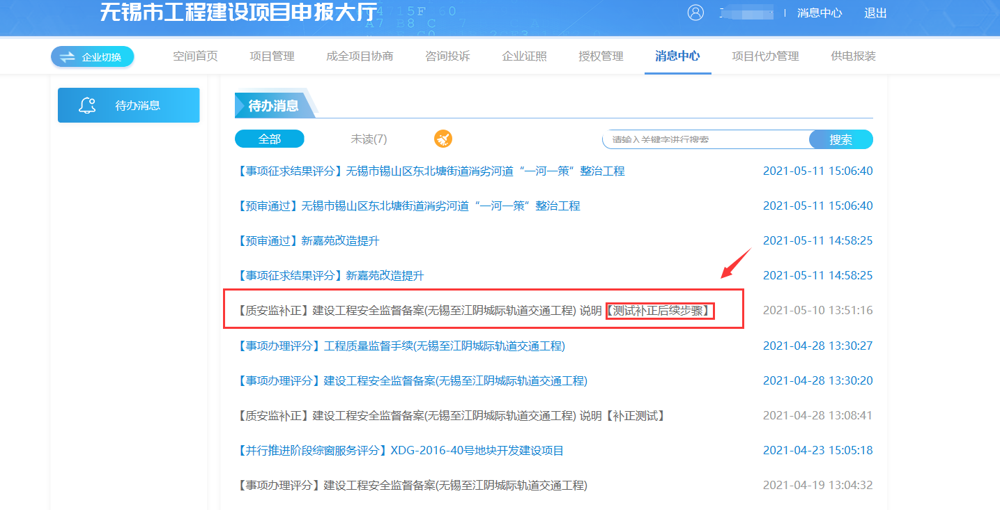 无锡市工程建设项目申报大厅
消息中心 退出
企业切换 空间首页 项目管理 成全项目协商 咨询投诉 企业证照 授权管理 消息中心 项目代办管理 供电报装
待办消息
待办消息
全部 未读(7) 请输入关键字进行搜索 搜索
【事项征求结果评分】无锡市锡山区东北塘街道消劣河道“一河一策”整治工程 2021-05-11 15:06:40
【预审通过】无锡市锡山区东北塘街道消劣河道“一河一策”整治工程 2021-05-11 15:06:40
【预审通过】新嘉苑改造提升 2021-05-11 14:58:25
【事项征求结果评分】新嘉苑改造提升 2021-05-11 14:58:25
【质安监补正】建设工程安全监督备案(无锡至江阴城际轨道交通工程) 说明【测试补正后续步骤】 2021-05-10 13:51:16
【事项办理评分】工程质量监督手续(无锡至江阴城际轨道交通工程) 2021-04-28 13:30:27
【事项办理评分】建设工程安全监督备案(无锡至江阴城际轨道交通工程) 2021-04-28 13:30:20
【质安监补正】建设工程安全监督备案(无锡至江阴城际轨道交通工程) 说明【补正测试】 2021-04-28 13:08:41
【并行推进阶段综窗服务评分】XDG-2016-40号地块开发建设项目 2021-04-23 15:05:18
【事项办理评分】建设工程安全监督备案(无锡至江阴城际轨道交通工程) 2021-04-19 13:04:32